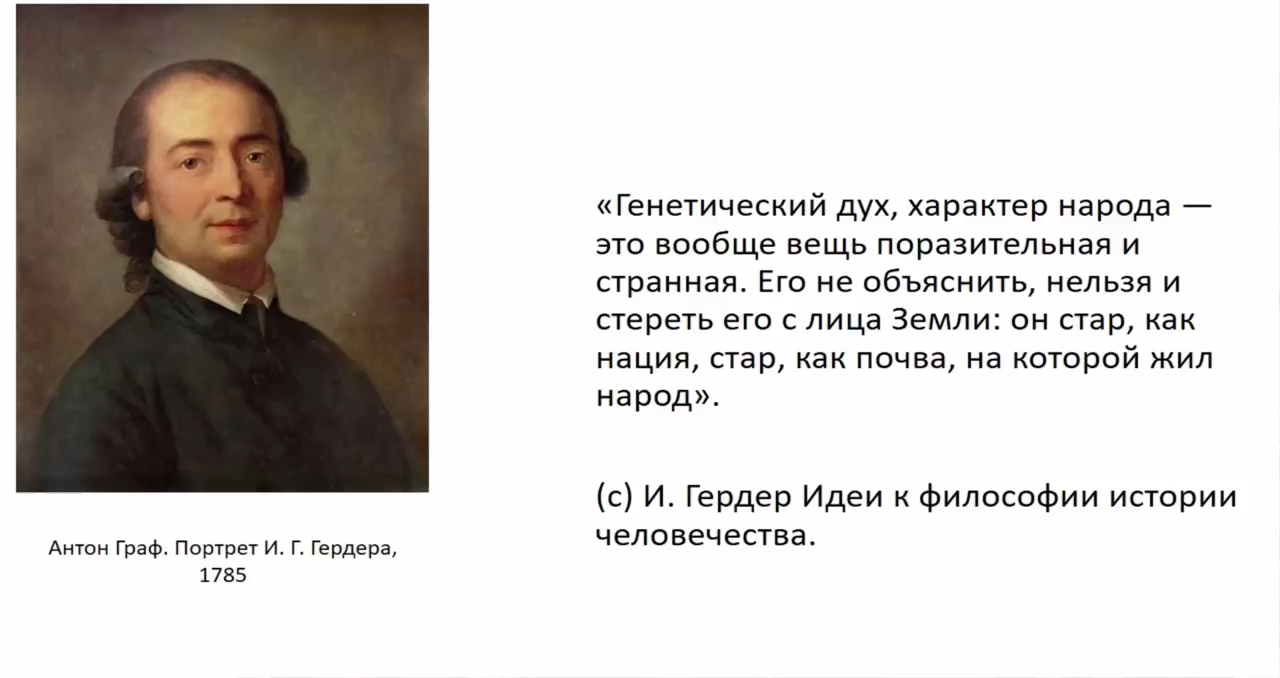 «Генетический дух, характер народа —
это вообще вещь поразительная и
странная. Его не объяснить, нельзя и
стереть его с лица Земли: он стар, как
нация, стар, как почва, на которой жил
народ».
(с) И. Гердер Идеи к философии истории
человечества.
Антон Граф. Портрет И. Г. Гердера,
1785